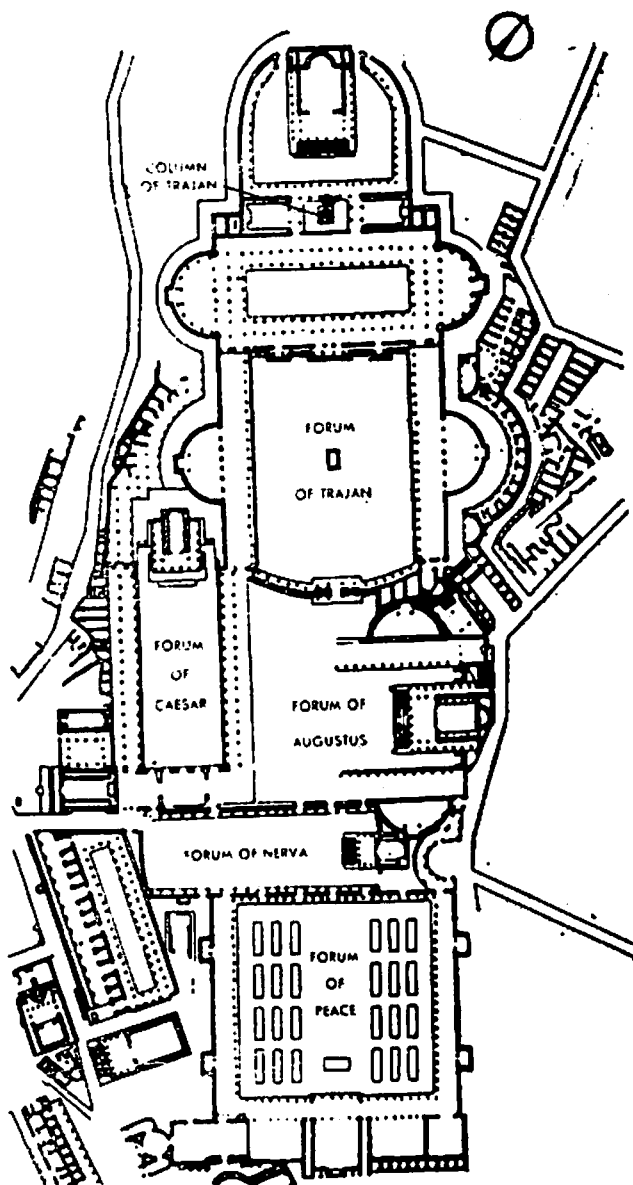 COLUMN
OF TRAJAN
FORUM
OF TRAJAN
FORUM
OF
CAESAR
FORUM OF
AUGUSTUS
FORUM OF NERVA
FORUM
OF
PEACE